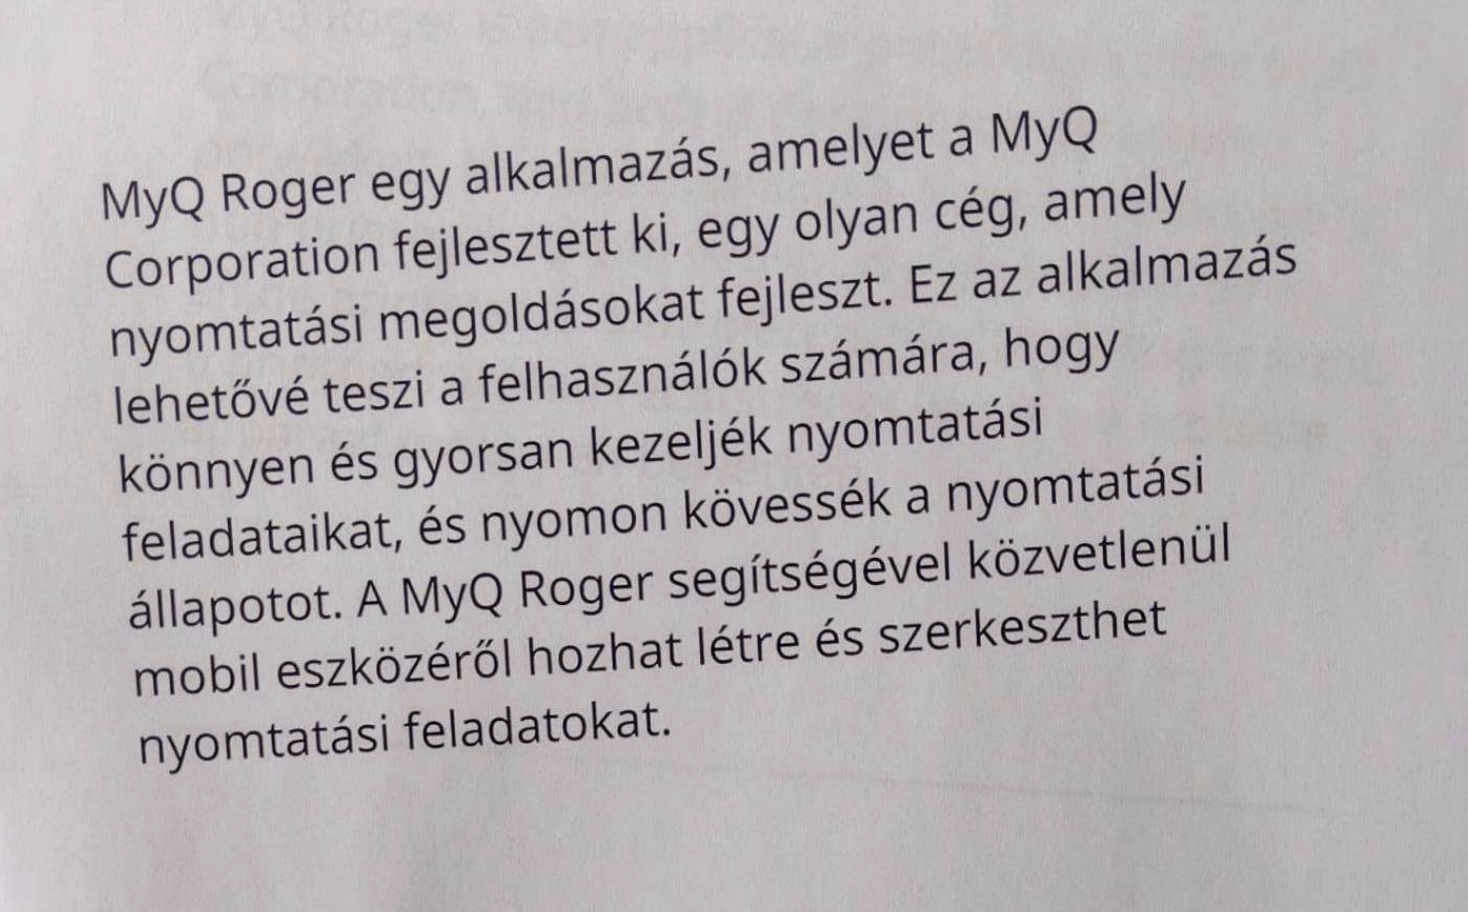 MyQ Roger egy alkalmazás, amelyet a MyQ
Corporation fejlesztett ki, egy olyan cég, amely
nyomtatási megoldásokat fejleszt. Ez az alkalmazás
lehetővé teszi a felhasználók számára, hogy
könnyen és gyorsan kezeljék nyomtatási
feladataikat, és nyomon kövessék a nyomtatási
állapotot. A MyQ Roger segítségével közvetlenül
mobil eszközéről hozhat létre és szerkeszthet
nyomtatási feladatokat.